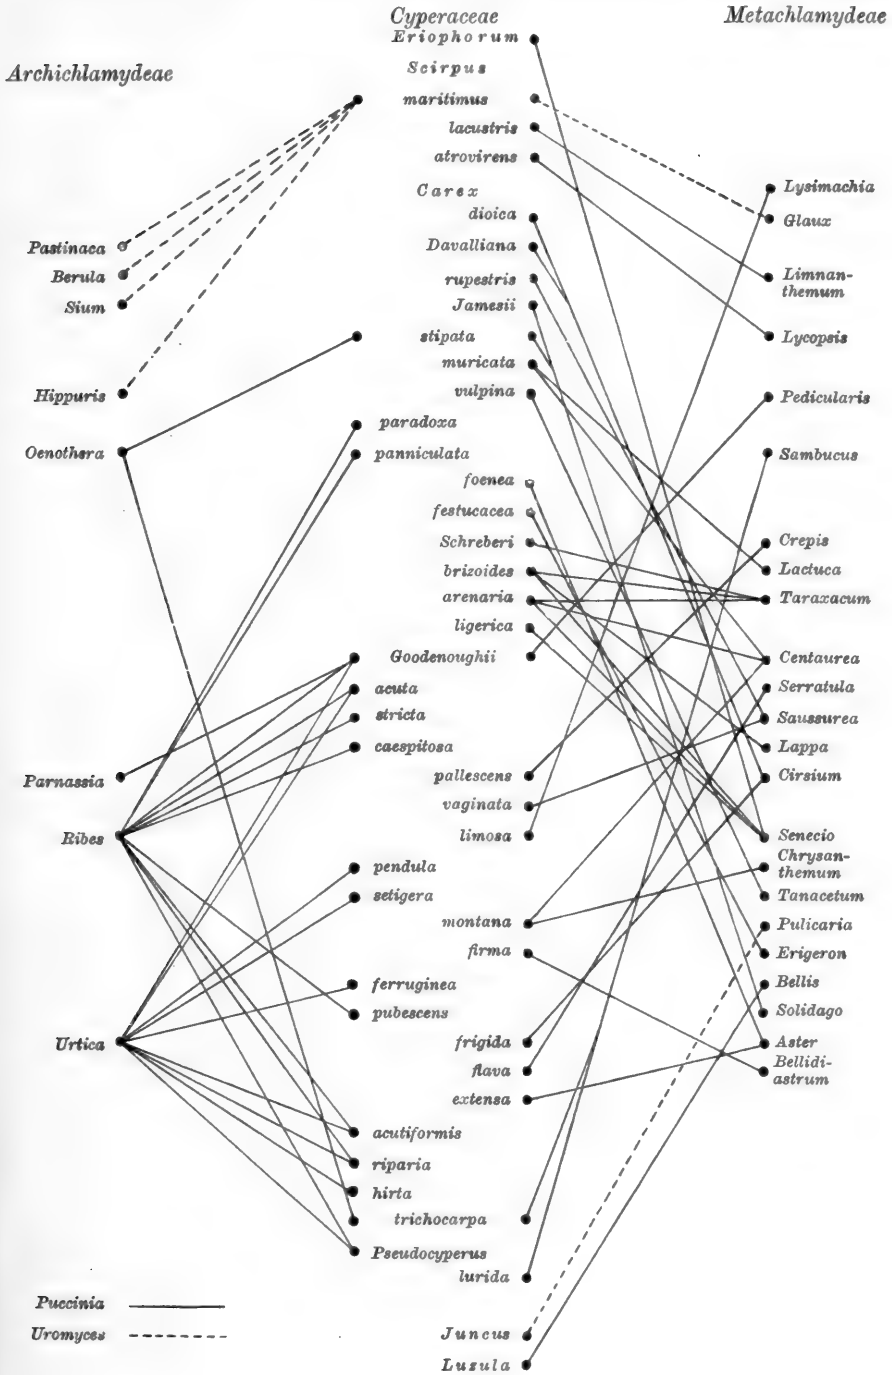 Cyperaceae
Metachlamydeae
Archichlamydeae
Eriophorum
Scirpus
maritimus
lacustris
atrovirens
Carex
dioica
Davalliana
rupestris
Jamesii
stipata
muricata
vulpina
paradoxa
panniculata
foenea
festucacea
Schreberi
brizoides
arenaria
ligerica
Goodenoughii
acuta
stricta
caespitosa
pallescens
vaginata
limosa
pendula
setigera
montana
firma
ferruginea
pubescens
frigida
flava
extensa
acutiformis
riparia
hirta
trichocarpa
Pseudocyperus
lurida
Juncus
Luzula
Pastinaca
Berula
Sium
Hippuris
Oenothera
Parnassia
Ribes
Urtica
Lysimachia
Glaux
Limnan-
themum
Lycopsis
Pedicularis
Sambucus
Crepis
Lactuca
Taraxacum
Centaurea
Serratula
Saussurea
Lappa
Cirsium
Senecio
Chrysan-
themum
Tanacetum
Pulicaria
Erigeron
Bellis
Solidago
Aster
Bellidi-
astrum
Puccinia
Uromyces